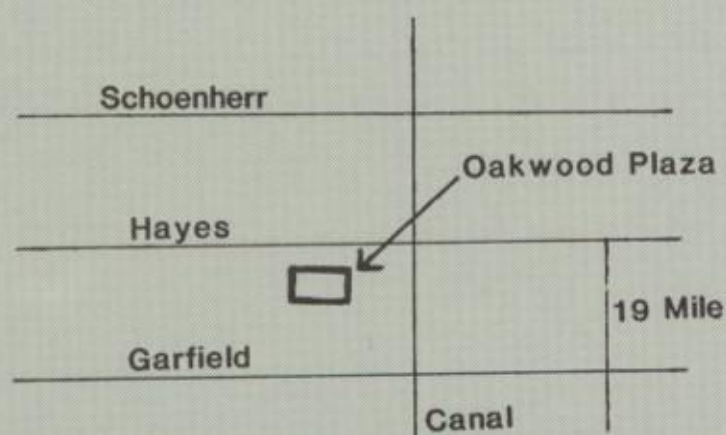 Schoenherr
Oakwood Plaza
Hayes
19 Mile
Garfield
Canal